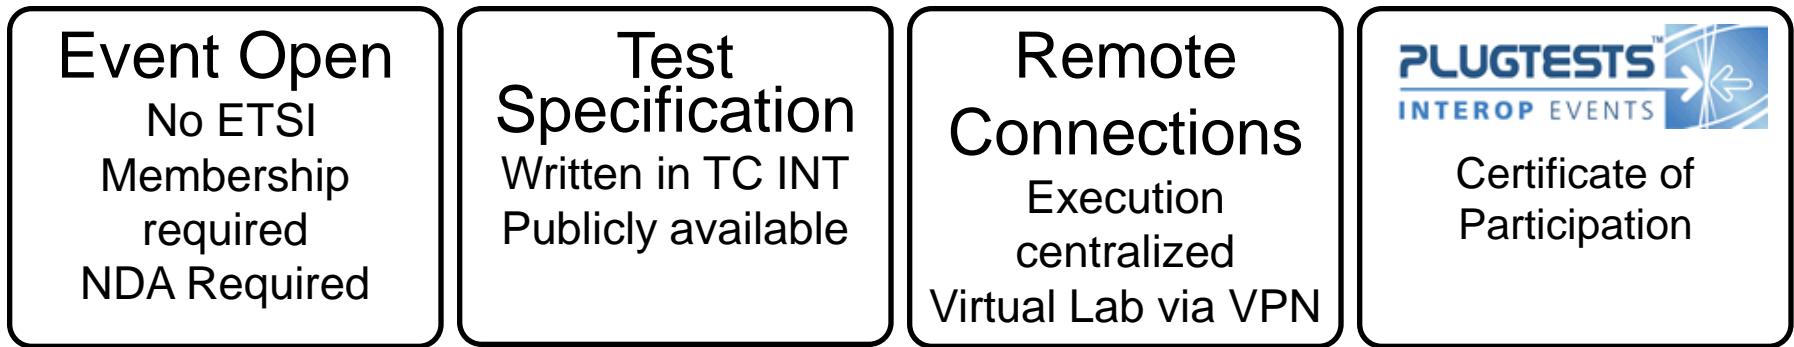 Event Open
No ETSI
Membership
required
NDA Required
Test
Specification
Written in TC INT
Publicly available
Remote
Connections
Execution
centralized
Virtual Lab via VPN
PLUGTESTS™
INTEROP EVENTS
Certificate of
Participation